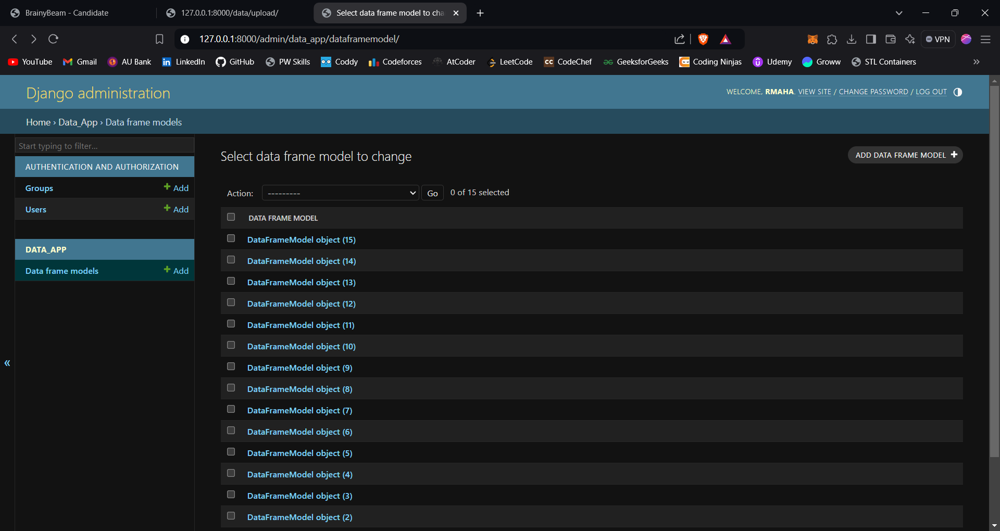 BrainyBeam - Candidate
127.0.0.1:8000/data/upload/
Select data frame model to cha
127.0.0.1:8000/admin/data_app/dataframemodel/
VPN
YouTube Gmail AU Bank LinkedIn GitHub PW Skills Coddy Codeforces AtCoder LeetCode CodeChef GeeksforGeeks Coding Ninjas Udemy Groww STL Containers
Django administration
WELCOME, RMAHA. VIEW SITE / CHANGE PASSWORD / LOG OUT
Home › Data_App › Data frame models
Start typing to filter...
AUTHENTICATION AND AUTHORIZATION
Groups + Add
Users + Add
DATA_APP
Data frame models + Add
Select data frame model to change
ADD DATA FRAME MODEL +
Action: --------- Go 0 of 15 selected
DATA FRAME MODEL
DataFrameModel object (15)
DataFrameModel object (14)
DataFrameModel object (13)
DataFrameModel object (12)
DataFrameModel object (11)
DataFrameModel object (10)
DataFrameModel object (9)
DataFrameModel object (8)
DataFrameModel object (7)
DataFrameModel object (6)
DataFrameModel object (5)
DataFrameModel object (4)
DataFrameModel object (3)
DataFrameModel object (2)